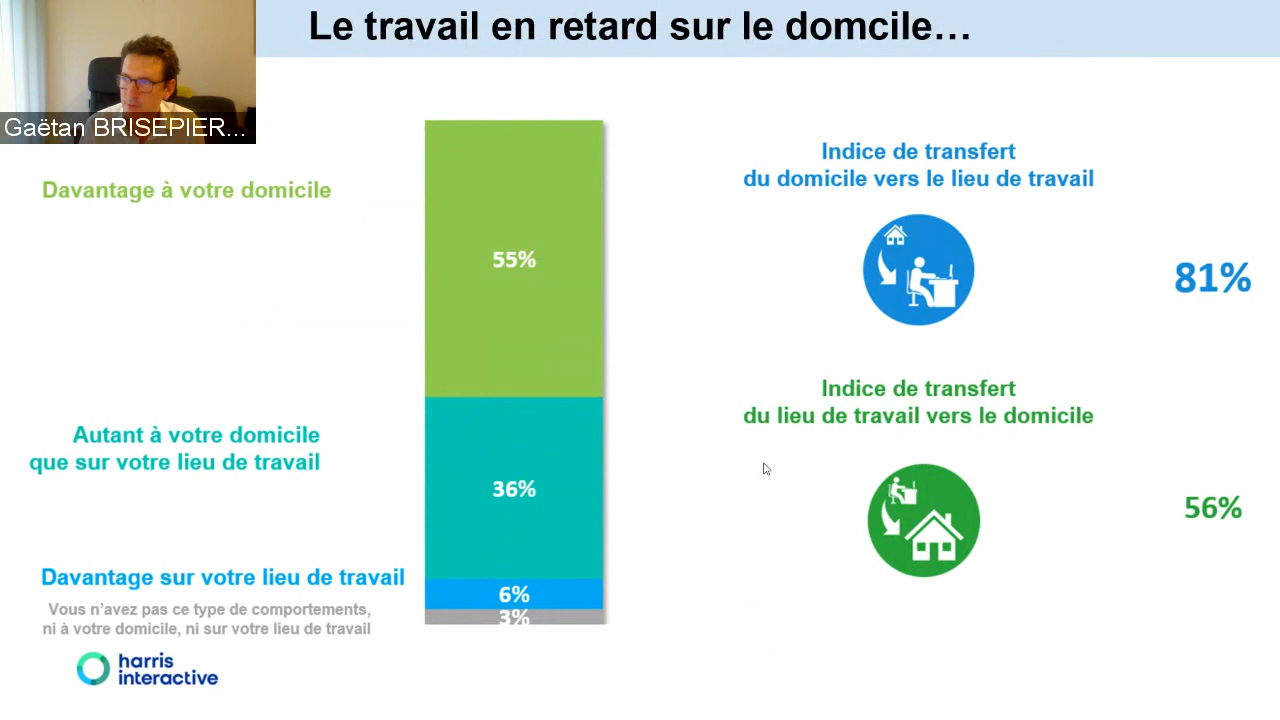 Le travail en retard sur le domcile…
Gaëtan BRISEPIER...
Davantage à votre domicile
55%
Autant à votre domicile
que sur votre lieu de travail
36%
Davantage sur votre lieu de travail
6%
Vous n’avez pas ce type de comportements,
ni à votre domicile, ni sur votre lieu de travail
3%
harris
interactive
Indice de transfert
du domicile vers le lieu de travail
81%
Indice de transfert
du lieu de travail vers le domicile
56%